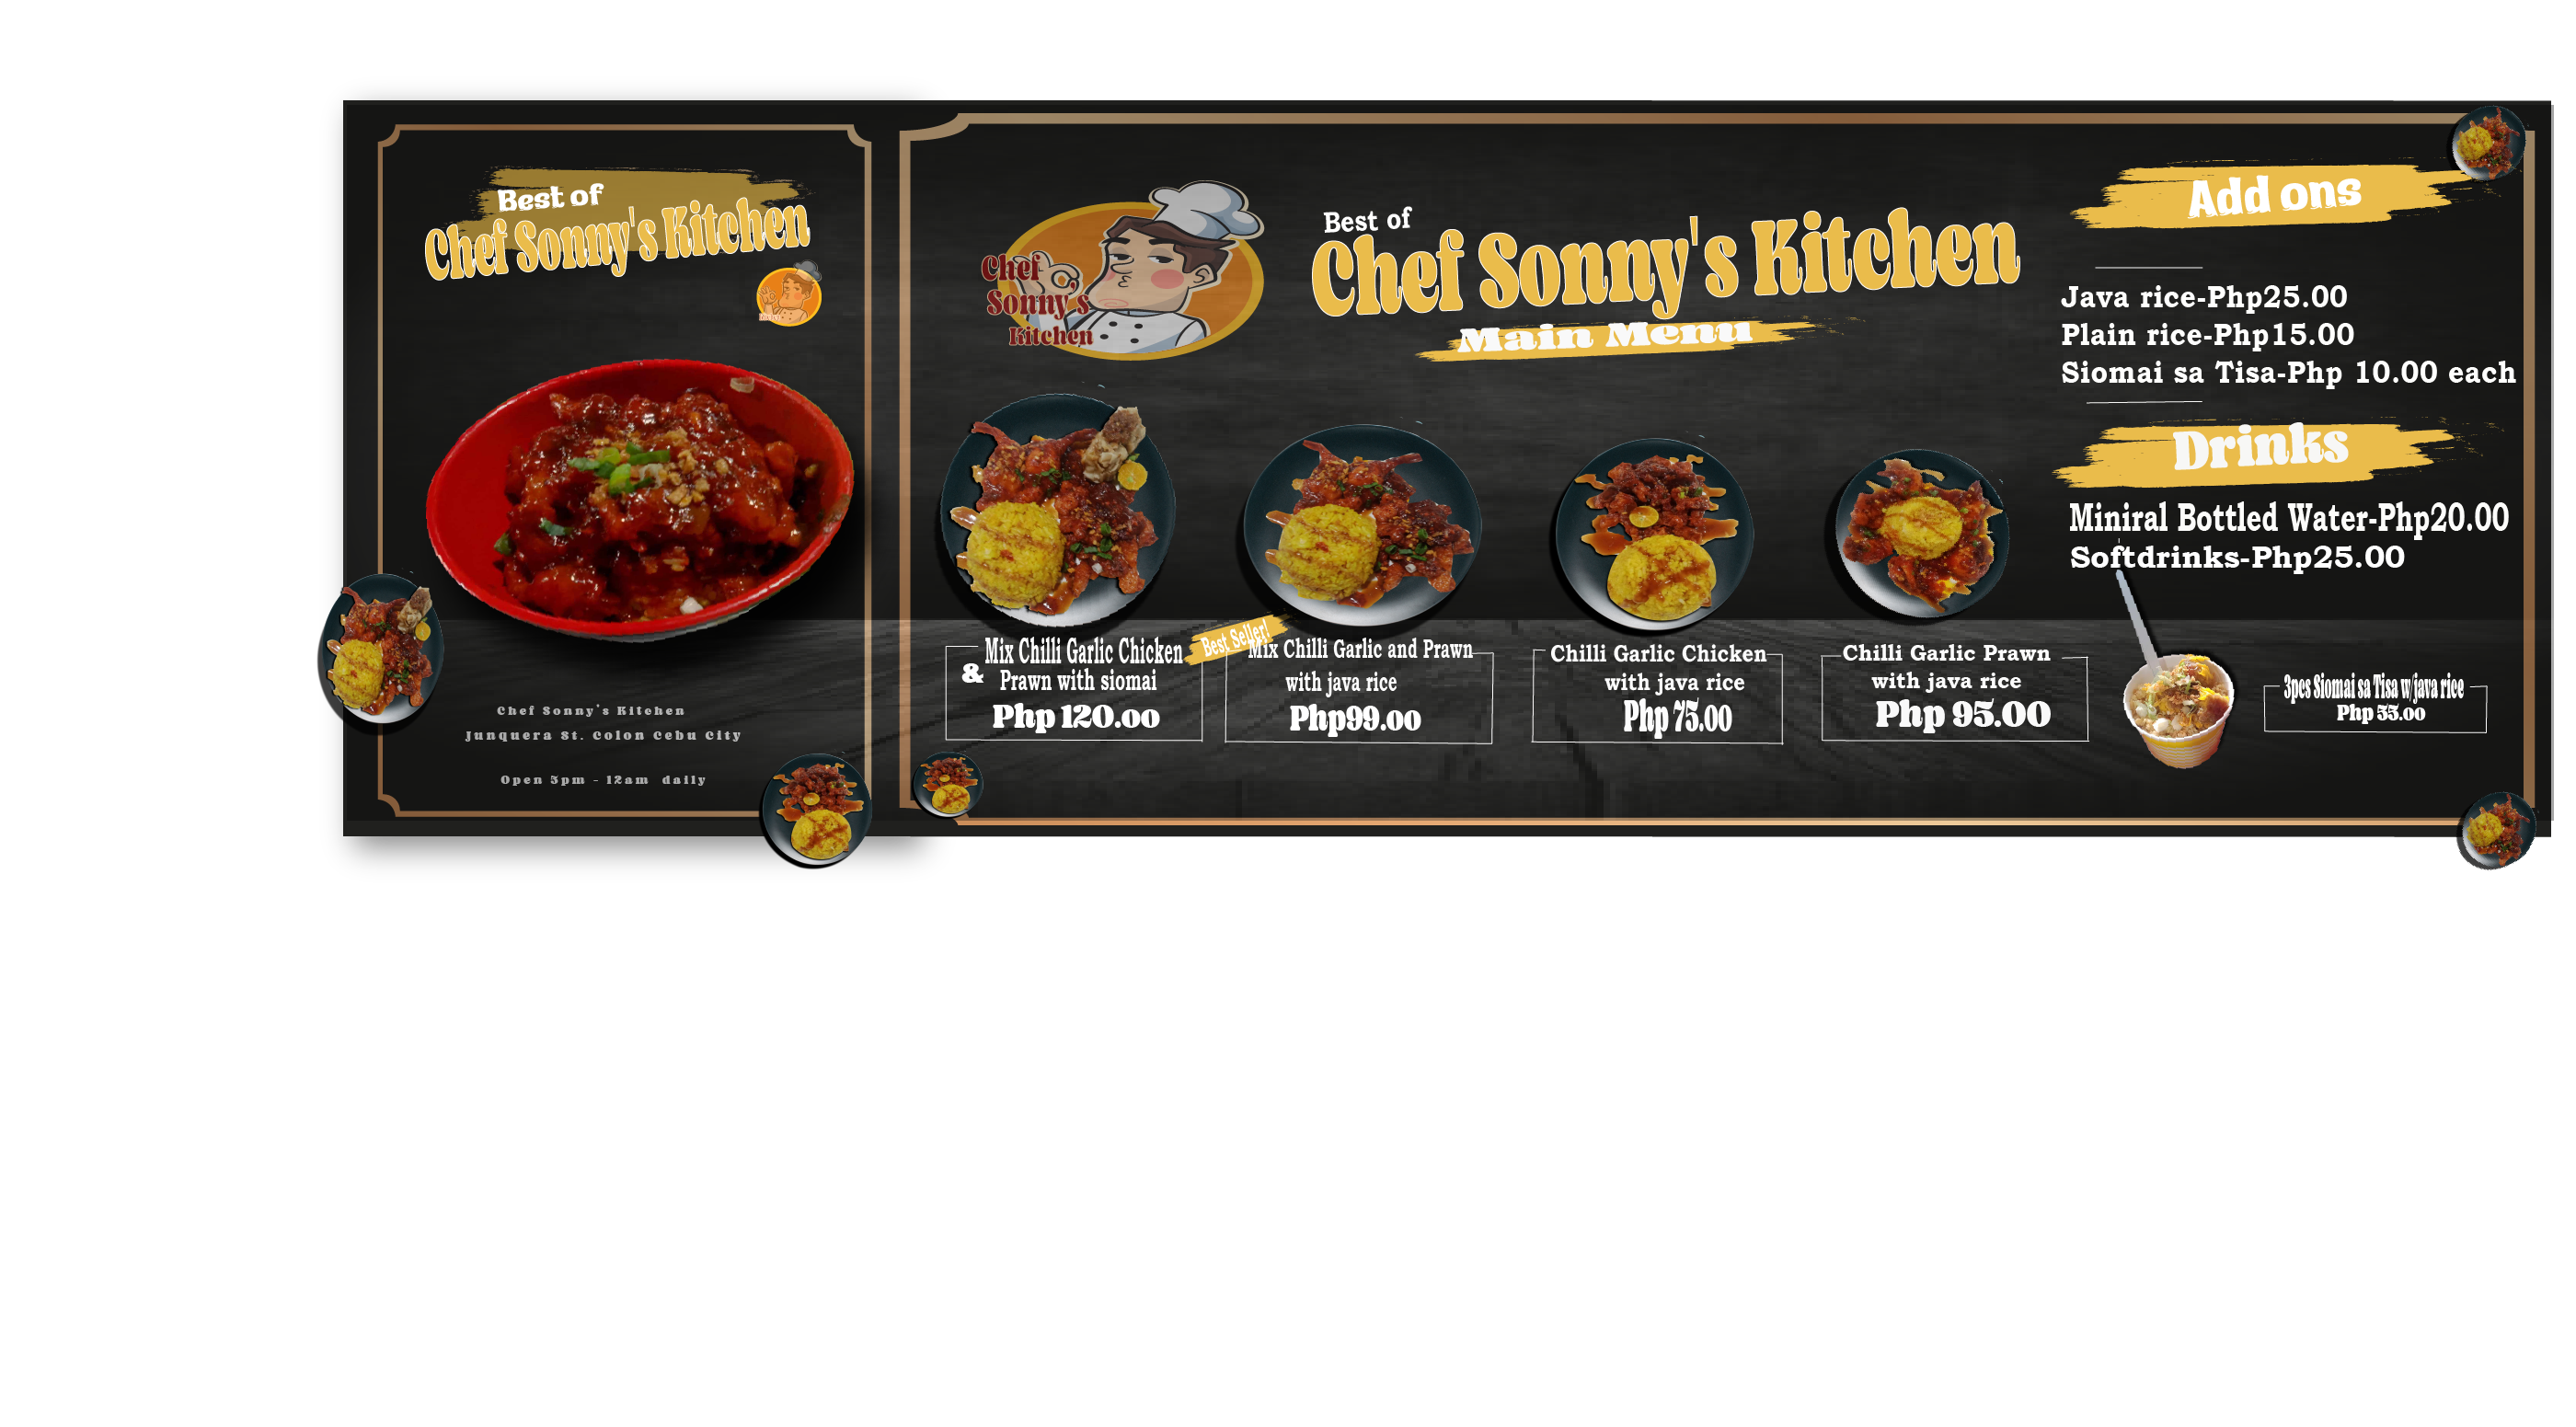 Best of
Chef Sonny's Kitchen
Chef Sonny's Kitchen
Junquera St. Colon Cebu City
Open 5pm - 12am daily
Chef
Sonny's
Kitchen
Best of
Chef Sonny's Kitchen
Main Menu
Mix Chilli Garlic Chicken
& Prawn with siomai
Php 120.00
Best Seller!
Mix Chilli Garlic and Prawn
with java rice
Php99.00
Chilli Garlic Chicken
with java rice
Php 75.00
Chilli Garlic Prawn
with java rice
Php 95.00
Add ons
Java rice-Php25.00
Plain rice-Php15.00
Siomai sa Tisa-Php 10.00 each
Drinks
Miniral Bottled Water-Php20.00
Softdrinks-Php25.00
3pcs Siomai sa Tisa w/java rice
Php 55.00